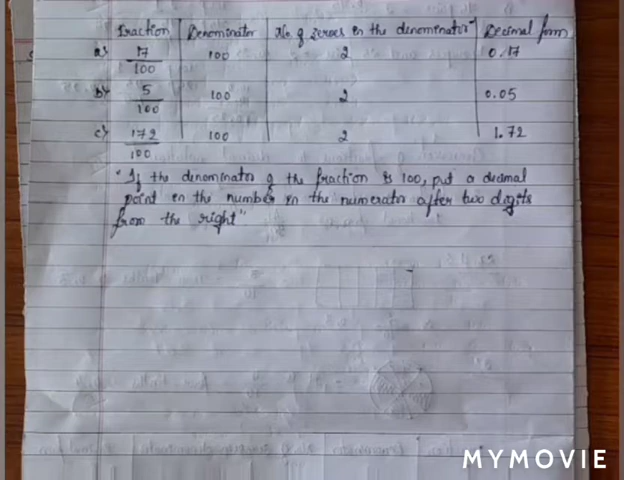 Fraction Denominator No. of zeroes in the denominator Decimal form
a) 17/100 100 2 0.17
b) 5/100 100 2 0.05
c) 172/100 100 2 1.72
"If the denominator of the fraction is 100, put a decimal
point in the number in the numerator after two digits
from the right"
MYMOVIE